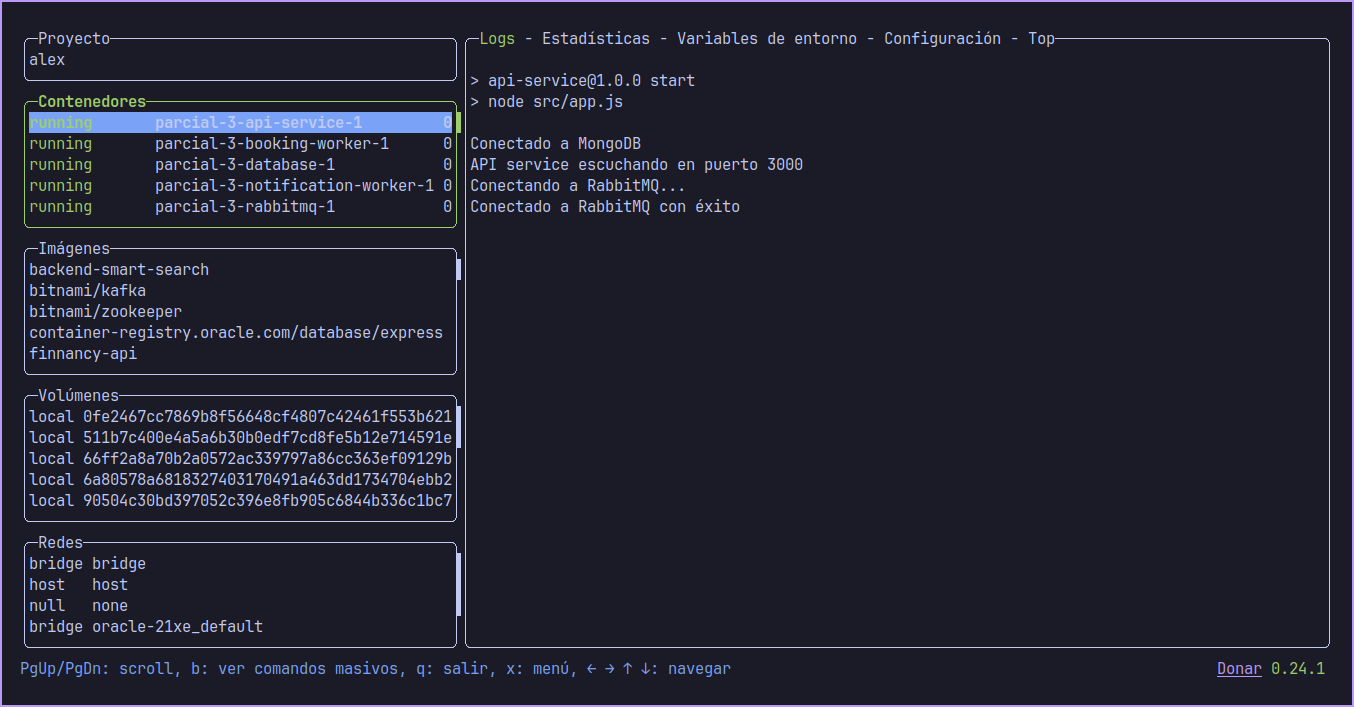 Proyecto
alex
Contenedores
running parcial-3-api-service-1 0
running parcial-3-booking-worker-1 0
running parcial-3-database-1 0
running parcial-3-notification-worker-1 0
running parcial-3-rabbitmq-1 0
Imágenes
backend-smart-search
bitnami/kafka
bitnami/zookeeper
container-registry.oracle.com/database/express
finnancy-api
Volúmenes
local 0fe2467cc7869b8f56648cf4807c42461f553b621
local 511b7c400e4a5a6b30b0edf7cd8fe5b12e714591e
local 66ff2a8a70b2a0572ac339797a86cc363ef09129b
local 6a80578a6818327403170491a463dd1734704ebb2
local 90504c30bd397052c396e8fb905c6844b336c1bc7
Redes
bridge bridge
host host
null none
bridge oracle-21xe_default
Logs - Estadísticas - Variables de entorno - Configuración - Top
> api-service@1.0.0 start
> node src/app.js
Conectado a MongoDB
API service escuchando en puerto 3000
Conectando a RabbitMQ...
Conectado a RabbitMQ con éxito
PgUp/PgDn: scroll, b: ver comandos masivos, q: salir, x: menú, ← → ↑ ↓: navegar
Donar 0.24.1